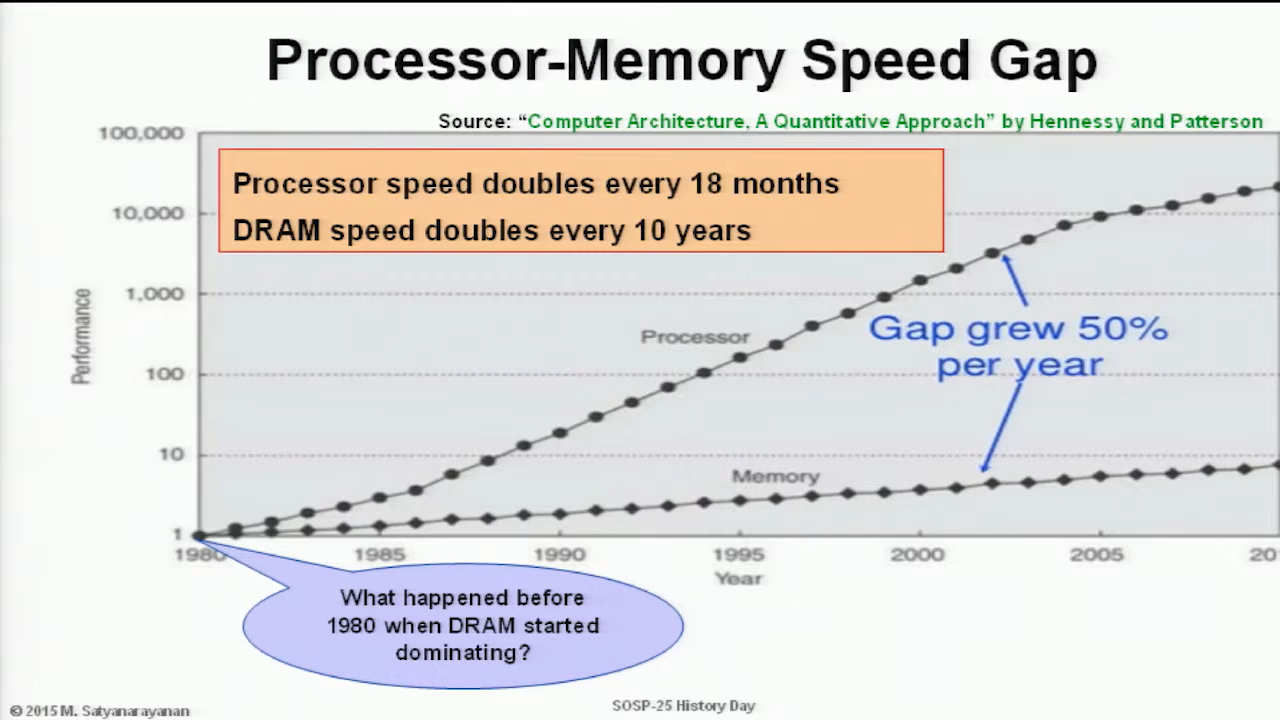 Processor-Memory Speed Gap
Source: “Computer Architecture, A Quantitative Approach” by Hennessy and Patterson
100,000
Processor speed doubles every 18 months
10,000
DRAM speed doubles every 10 years
1,000
Performance
Processor
Gap grew 50%
per year
100
10
Memory
1
1980 1985 1990 1995 2000 2005 20
Year
What happened before
1980 when DRAM started
dominating?
© 2015 M. Satyanarayanan
SOSP-25 History Day